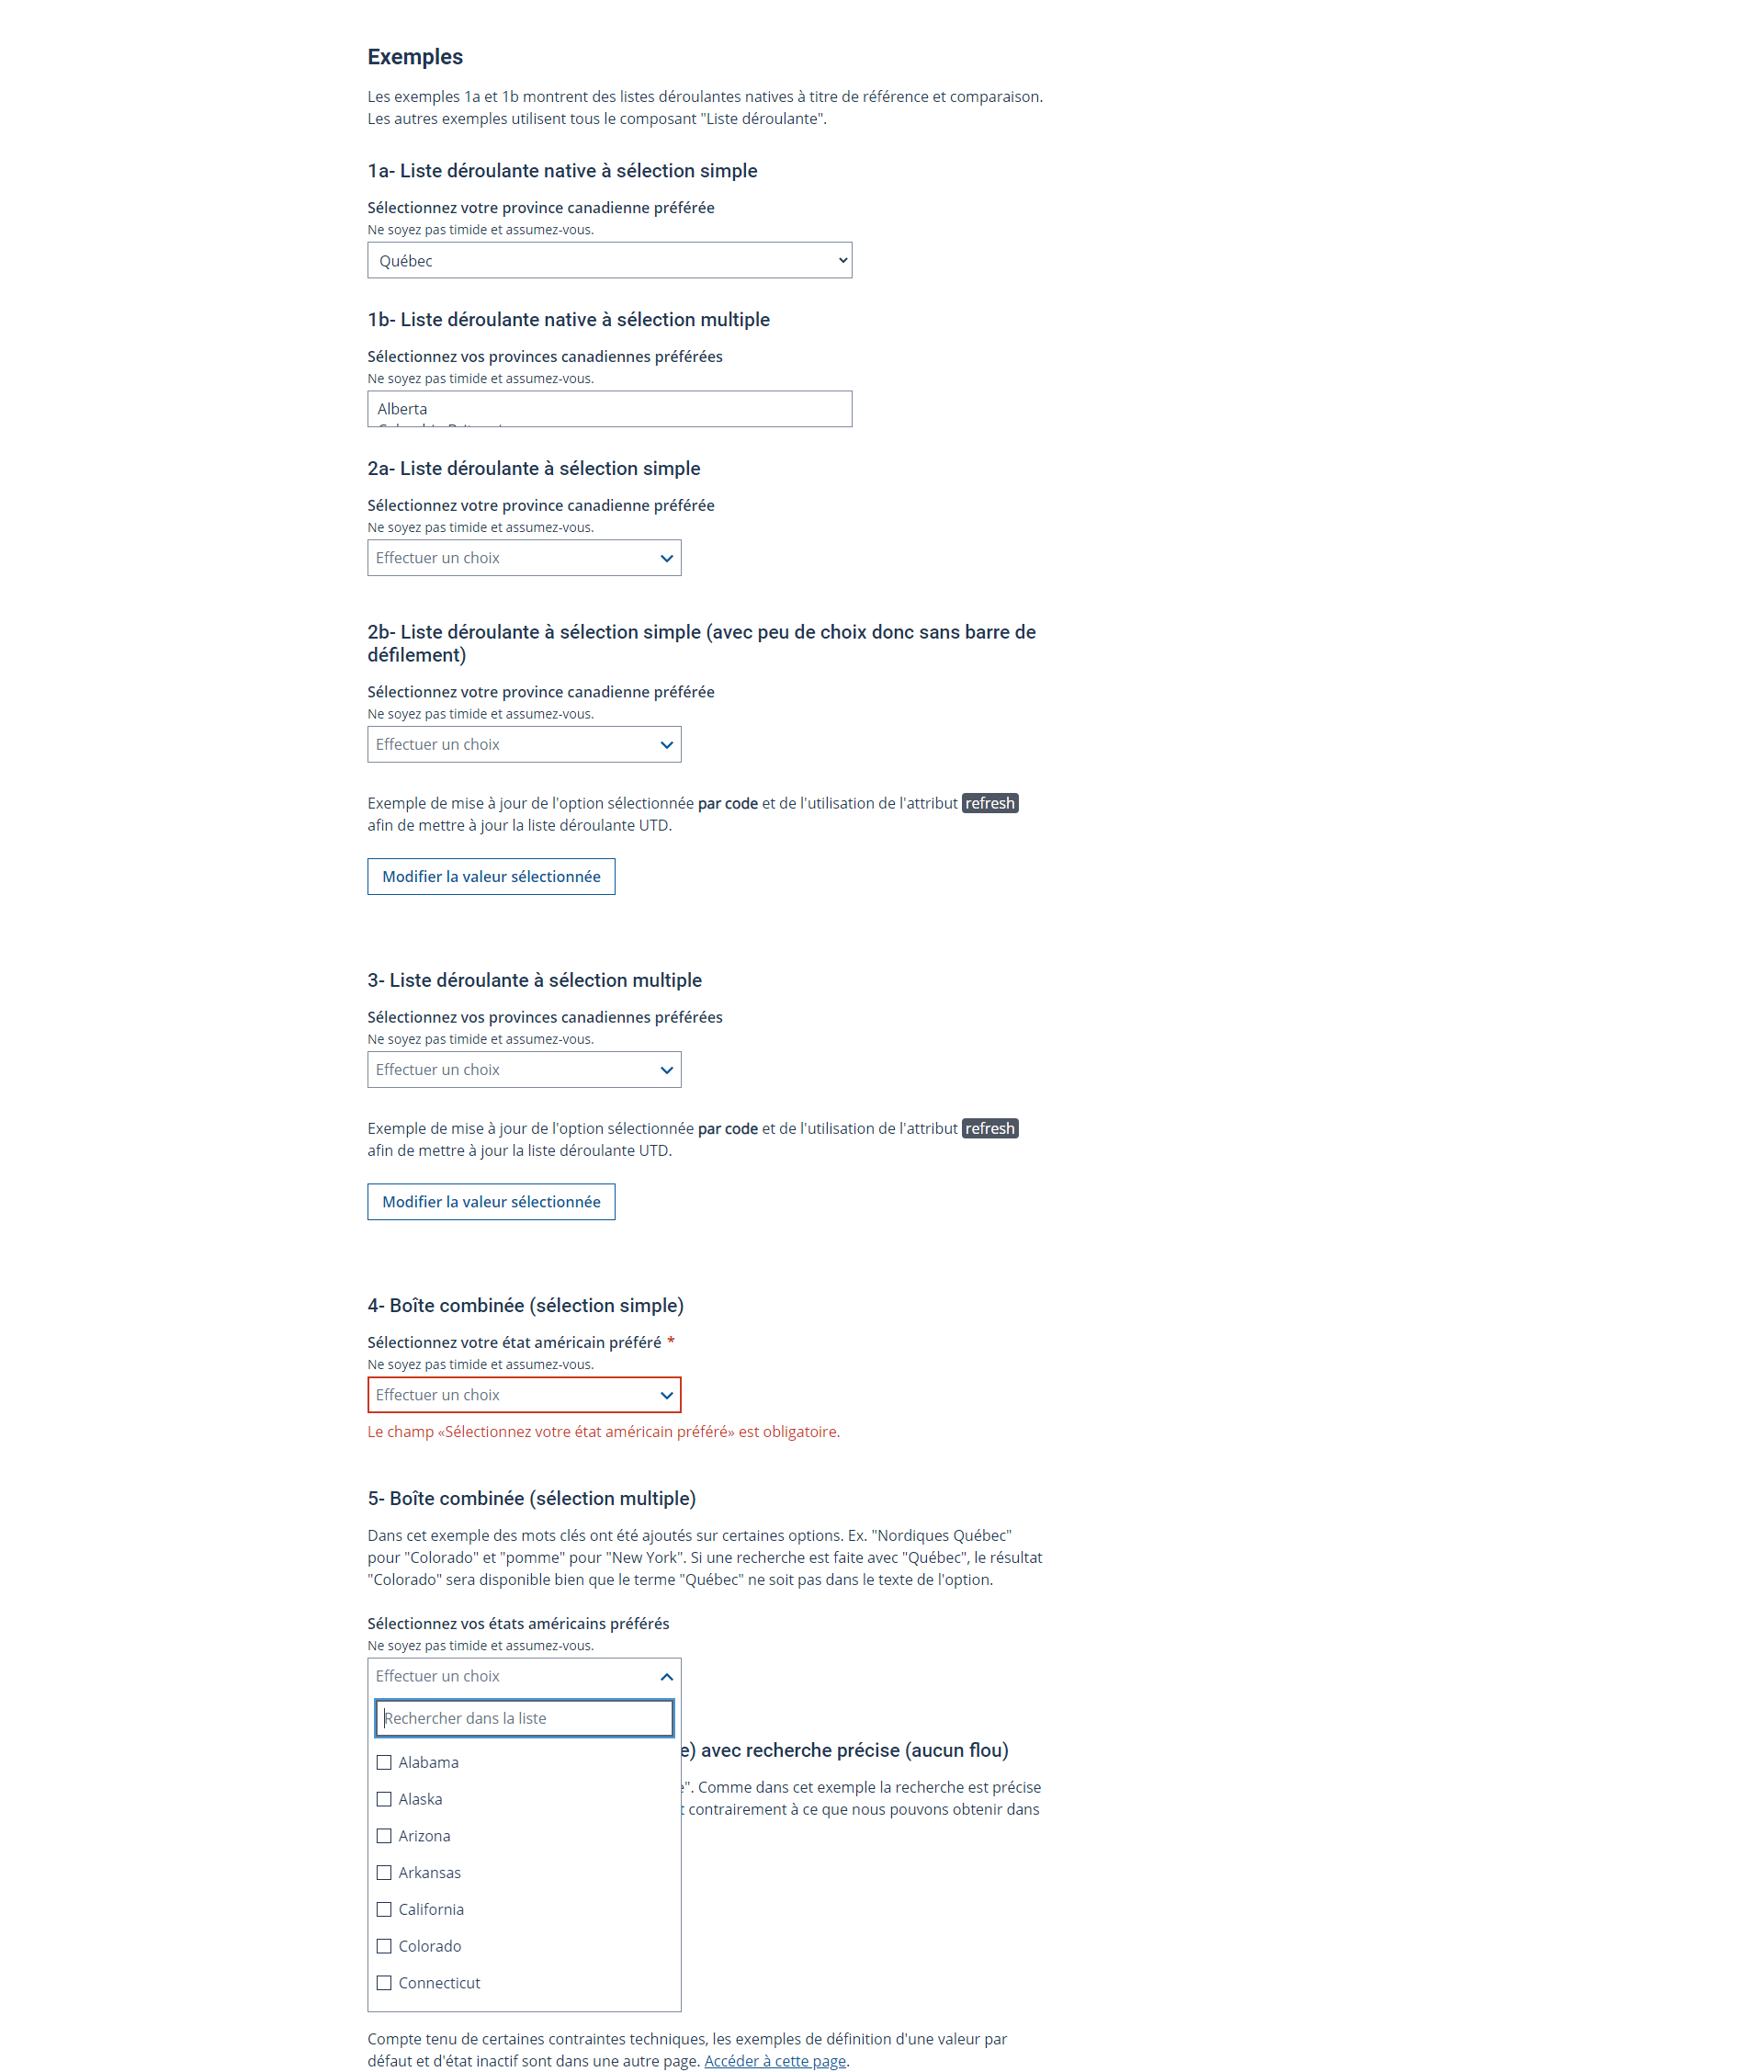 Exemples
Les exemples 1a et 1b montrent des listes déroulantes natives à titre de référence et comparaison.
Les autres exemples utilisent tous le composant "Liste déroulante".
1a- Liste déroulante native à sélection simple
Sélectionnez votre province canadienne préférée
Ne soyez pas timide et assumez-vous.
Québec
1b- Liste déroulante native à sélection multiple
Sélectionnez vos provinces canadiennes préférées
Ne soyez pas timide et assumez-vous.
Alberta
2a- Liste déroulante à sélection simple
Sélectionnez votre province canadienne préférée
Ne soyez pas timide et assumez-vous.
Effectuer un choix
2b- Liste déroulante à sélection simple (avec peu de choix donc sans barre de
défilement)
Sélectionnez votre province canadienne préférée
Ne soyez pas timide et assumez-vous.
Effectuer un choix
Exemple de mise à jour de l'option sélectionnée par code et de l'utilisation de l'attribut refresh
afin de mettre à jour la liste déroulante UTD.
Modifier la valeur sélectionnée
3- Liste déroulante à sélection multiple
Sélectionnez vos provinces canadiennes préférées
Ne soyez pas timide et assumez-vous.
Effectuer un choix
Exemple de mise à jour de l'option sélectionnée par code et de l'utilisation de l'attribut refresh
afin de mettre à jour la liste déroulante UTD.
Modifier la valeur sélectionnée
4- Boîte combinée (sélection simple)
Sélectionnez votre état américain préféré *
Ne soyez pas timide et assumez-vous.
Effectuer un choix
Le champ «Sélectionnez votre état américain préféré» est obligatoire.
5- Boîte combinée (sélection multiple)
Dans cet exemple des mots clés ont été ajoutés sur certaines options. Ex. "Nordiques Québec"
pour "Colorado" et "pomme" pour "New York". Si une recherche est faite avec "Québec", le résultat
"Colorado" sera disponible bien que le terme "Québec" ne soit pas dans le texte de l'option.
Sélectionnez vos états américains préférés
Ne soyez pas timide et assumez-vous.
Effectuer un choix
Rechercher dans la liste
e) avec recherche précise (aucun flou)
Alabama
e". Comme dans cet exemple la recherche est précise
Alaska
t contrairement à ce que nous pouvons obtenir dans
Arizona
Arkansas
California
Colorado
Connecticut
Compte tenu de certaines contraintes techniques, les exemples de définition d'une valeur par
défaut et d'état inactif sont dans une autre page. Accéder à cette page.